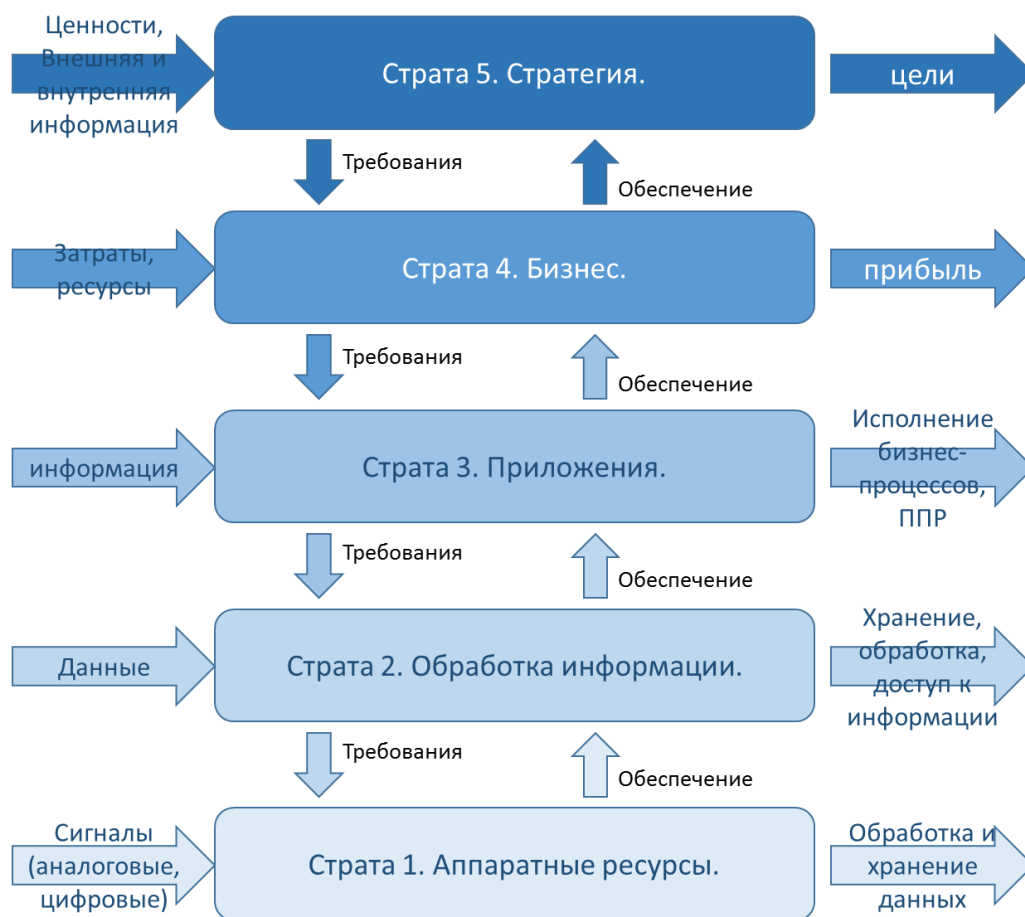 Ценности,
Внешняя и
внутренняя
информация
Страта 5. Стратегия.
цели
Требования
Обеспечение
Затраты,
ресурсы
Страта 4. Бизнес.
прибыль
Требования
Обеспечение
информация
Страта 3. Приложения.
Исполнение
бизнес-
процессов,
ППР
Требования
Обеспечение
Данные
Страта 2. Обработка информации.
Хранение,
обработка,
доступ к
информации
Требования
Обеспечение
Сигналы
(аналоговые,
цифровые)
Страта 1. Аппаратные ресурсы.
Обработка и
хранение
данных